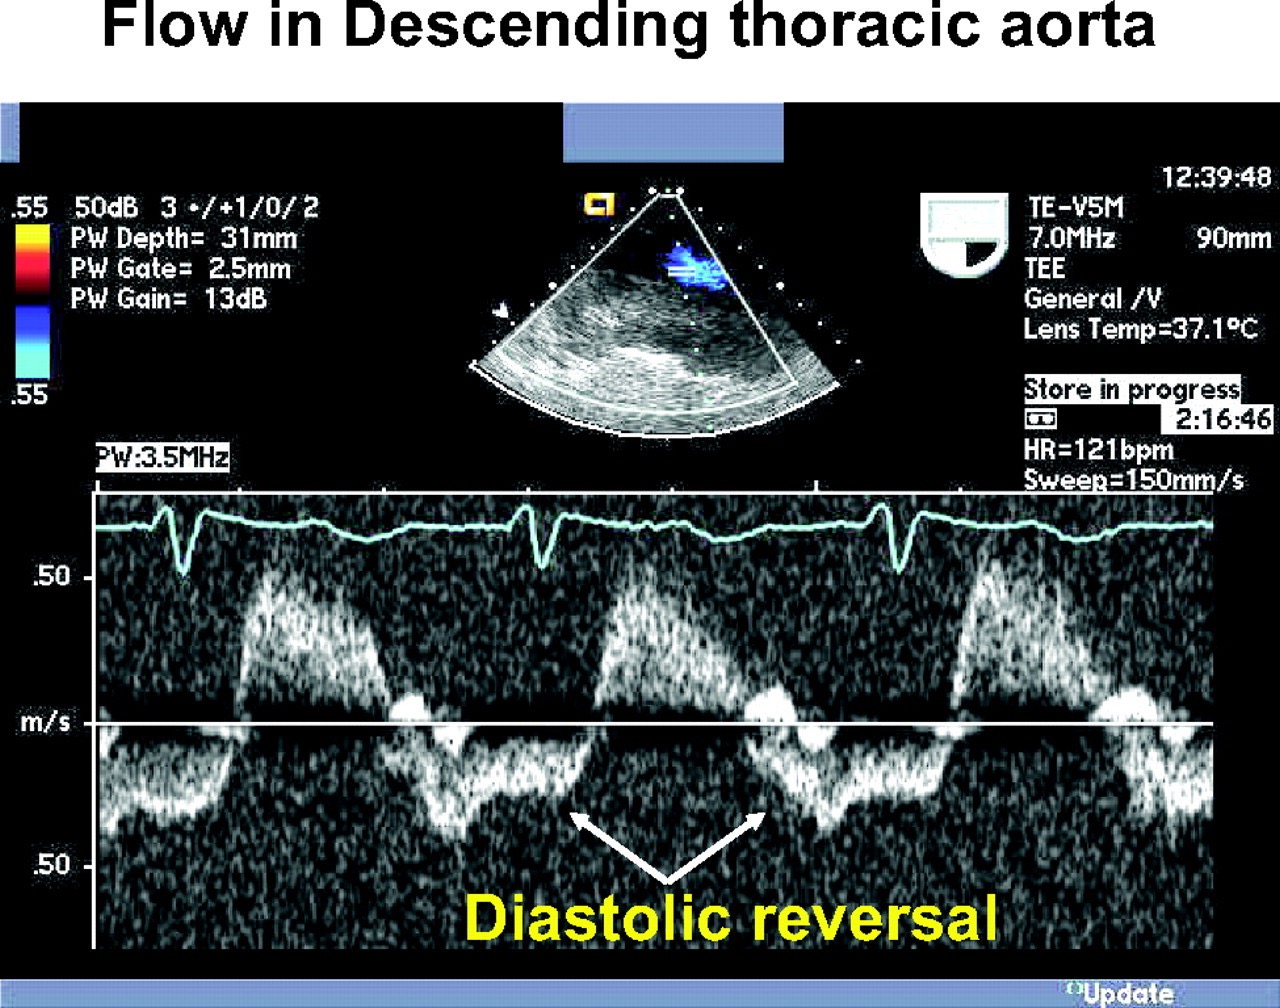 Flow in Descending thoracic aorta
12:39:48
.55 50dB 3 •/+1/0/2
PW Depth= 31mm
PW Gate= 2.5mm
PW Gain= 13dB
.55
TE-V5M
7.0MHz 90mm
TEE
General /V
Lens Temp=37.1°C
Store in progress
2:16:46
HR=121bpm
Sweep=150mm/s
PW:3.5MHz
.50
m/s
.50
Diastolic reversal
Update